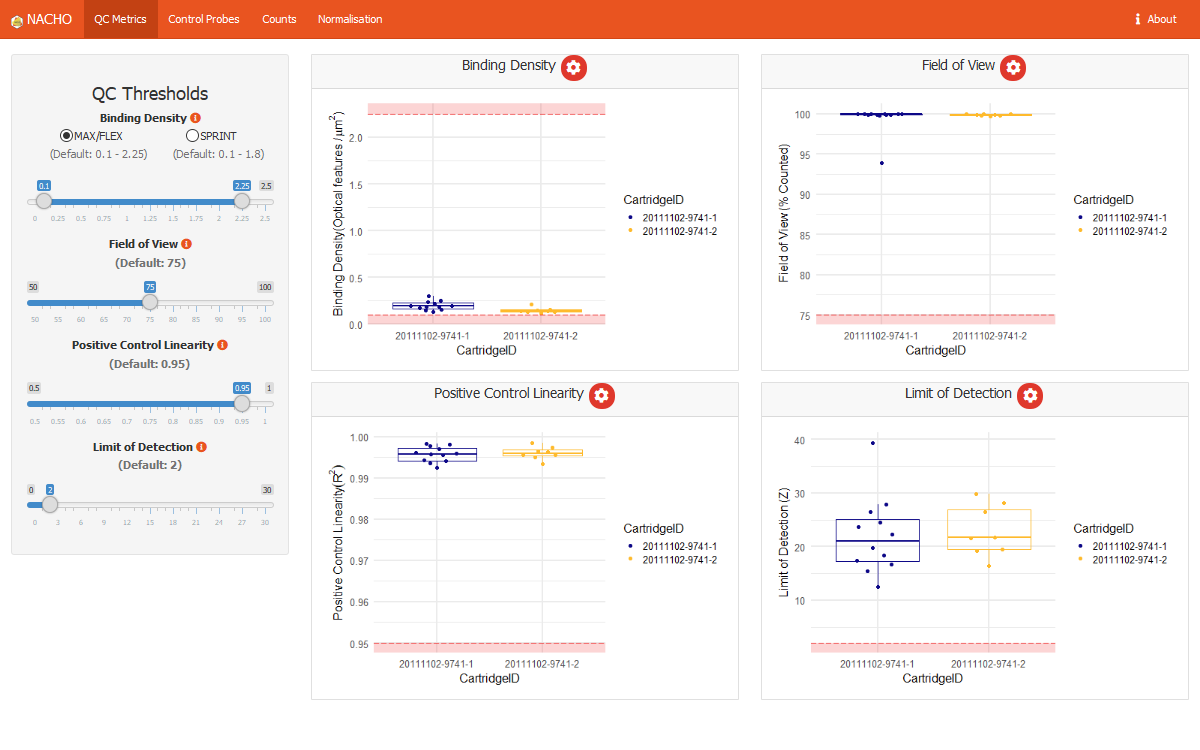 NACHO QC Metrics Control Probes Counts Normalisation About
QC Thresholds
Binding Density
MAX/FLEX SPRINT
(Default: 0.1 - 2.25) (Default: 0.1 - 1.8)
0.1 2.25 2.5
0 0.25 0.5 0.75 1 1.25 1.5 1.75 2 2.25 2.5
Field of View
(Default: 75)
50 75 100
50 55 60 65 70 75 80 85 90 95 100
Positive Control Linearity
(Default: 0.95)
0.5 0.95 1
0.5 0.55 0.6 0.65 0.7 0.75 0.8 0.85 0.9 0.95 1
Limit of Detection
(Default: 2)
0 2 30
0 3 6 9 12 15 18 21 24 27 30
Binding Density
Binding Density(Optical features / μm²)
2.0
1.5
1.0
0.5
0.0
20111102-9741-1 20111102-9741-2
CartridgeID
CartridgeID
20111102-9741-1
20111102-9741-2
Field of View
Field of View (% Counted)
100
95
90
85
80
75
20111102-9741-1 20111102-9741-2
CartridgeID
CartridgeID
20111102-9741-1
20111102-9741-2
Positive Control Linearity
Positive Control Linearity(R²)
1.00
0.99
0.98
0.97
0.96
0.95
20111102-9741-1 20111102-9741-2
CartridgeID
CartridgeID
20111102-9741-1
20111102-9741-2
Limit of Detection
Limit of Detection (Z)
40
30
20
10
20111102-9741-1 20111102-9741-2
CartridgeID
CartridgeID
20111102-9741-1
20111102-9741-2